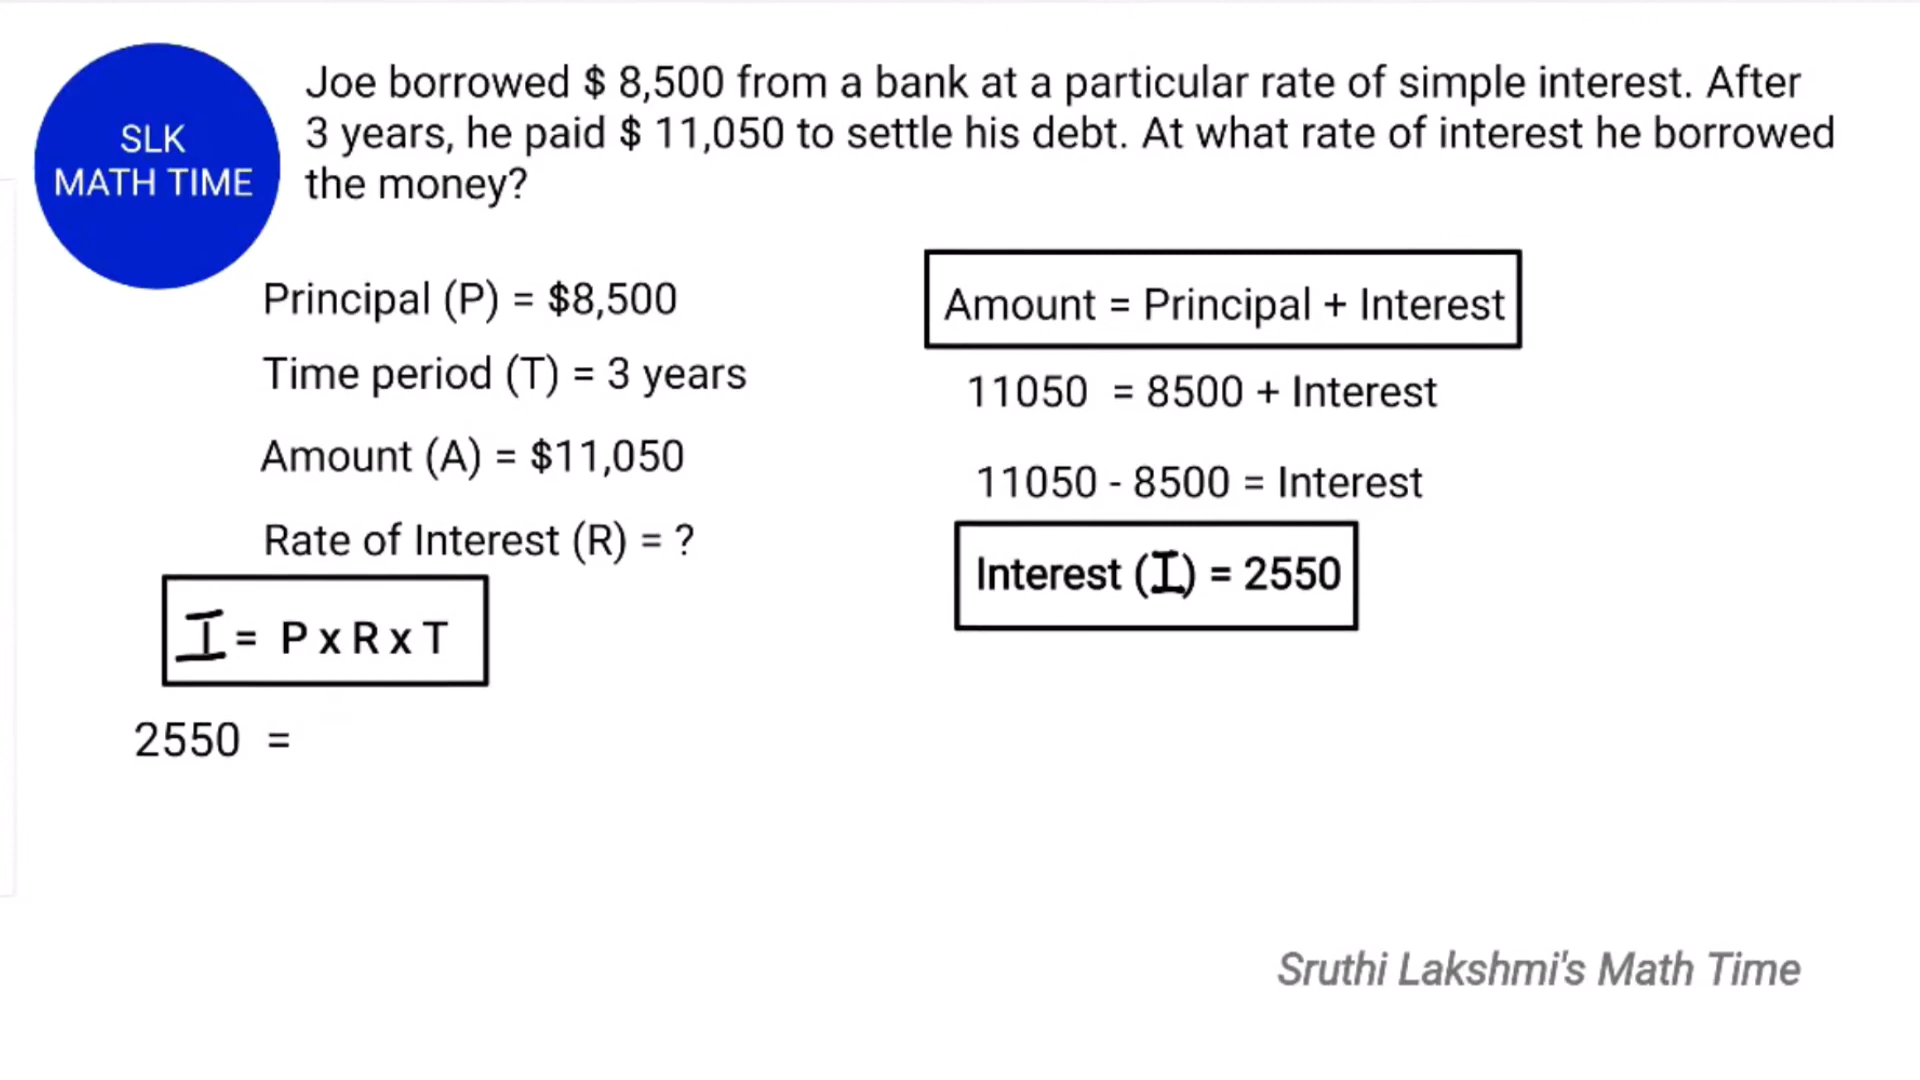 SLK
MATH TIME
Joe borrowed $ 8,500 from a bank at a particular rate of simple interest. After
3 years, he paid $ 11,050 to settle his debt. At what rate of interest he borrowed
the money?
Principal (P) = $8,500
Time period (T) = 3 years
Amount (A) = $11,050
Rate of Interest (R) = ?
I = P x R x T
2550 =
Amount = Principal + Interest
11050 = 8500 + Interest
11050 - 8500 = Interest
Interest (I) = 2550
Sruthi Lakshmi's Math Time